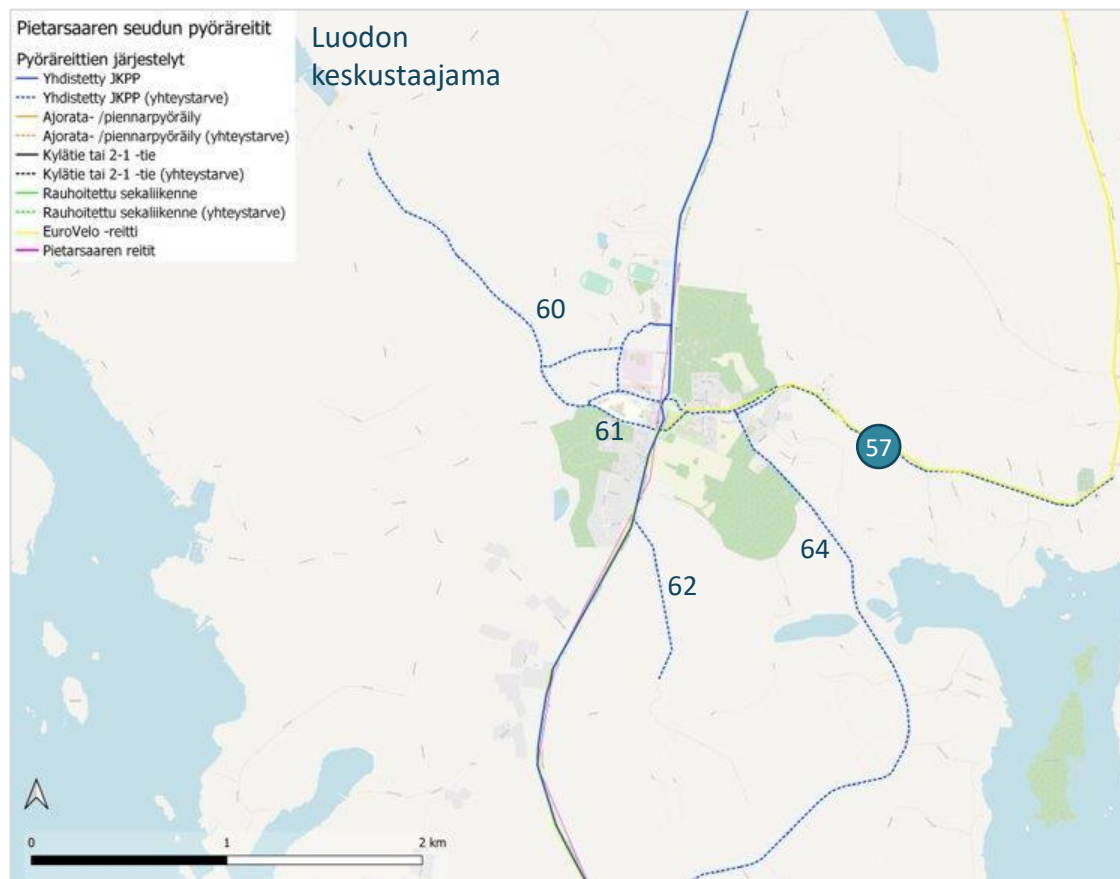 Pietarsaaren seudun pyöräreitit
Pyöräreittien järjestelyt
Yhdistetty JKPP
Yhdistetty JKPP (yhteystarve)
Ajorata- /piennarpyöräily
Ajorata- /piennarpyöräily (yhteystarve)
Kylätie tai 2-1 -tie
Kylätie tai 2-1 -tie (yhteystarve)
Rauhoitettu sekaliikenne
Rauhoitettu sekaliikenne (yhteystarve)
EuroVelo -reitti
Pietarsaaren reitit
Luodon
keskustaajama
60
61
57
64
62
0 1 2 km